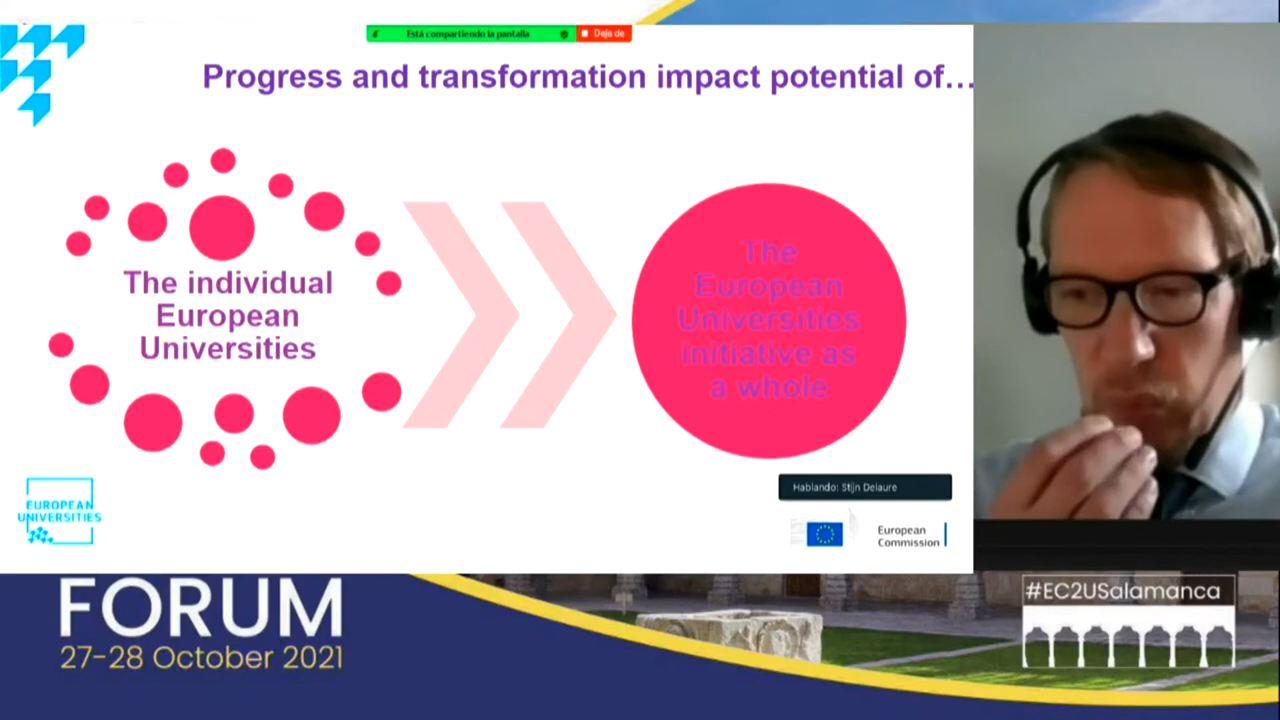 Está compartiendo la pantalla
Deja de
Progress and transformation impact potential of...
The individual
European
Universities
The
European
Universities
initiative as
a whole
Hablando: Stijn Delaure
EUROPEAN
UNIVERSITIES
European
Commission
FORUM
27-28 October 2021
#EC2USalamanca